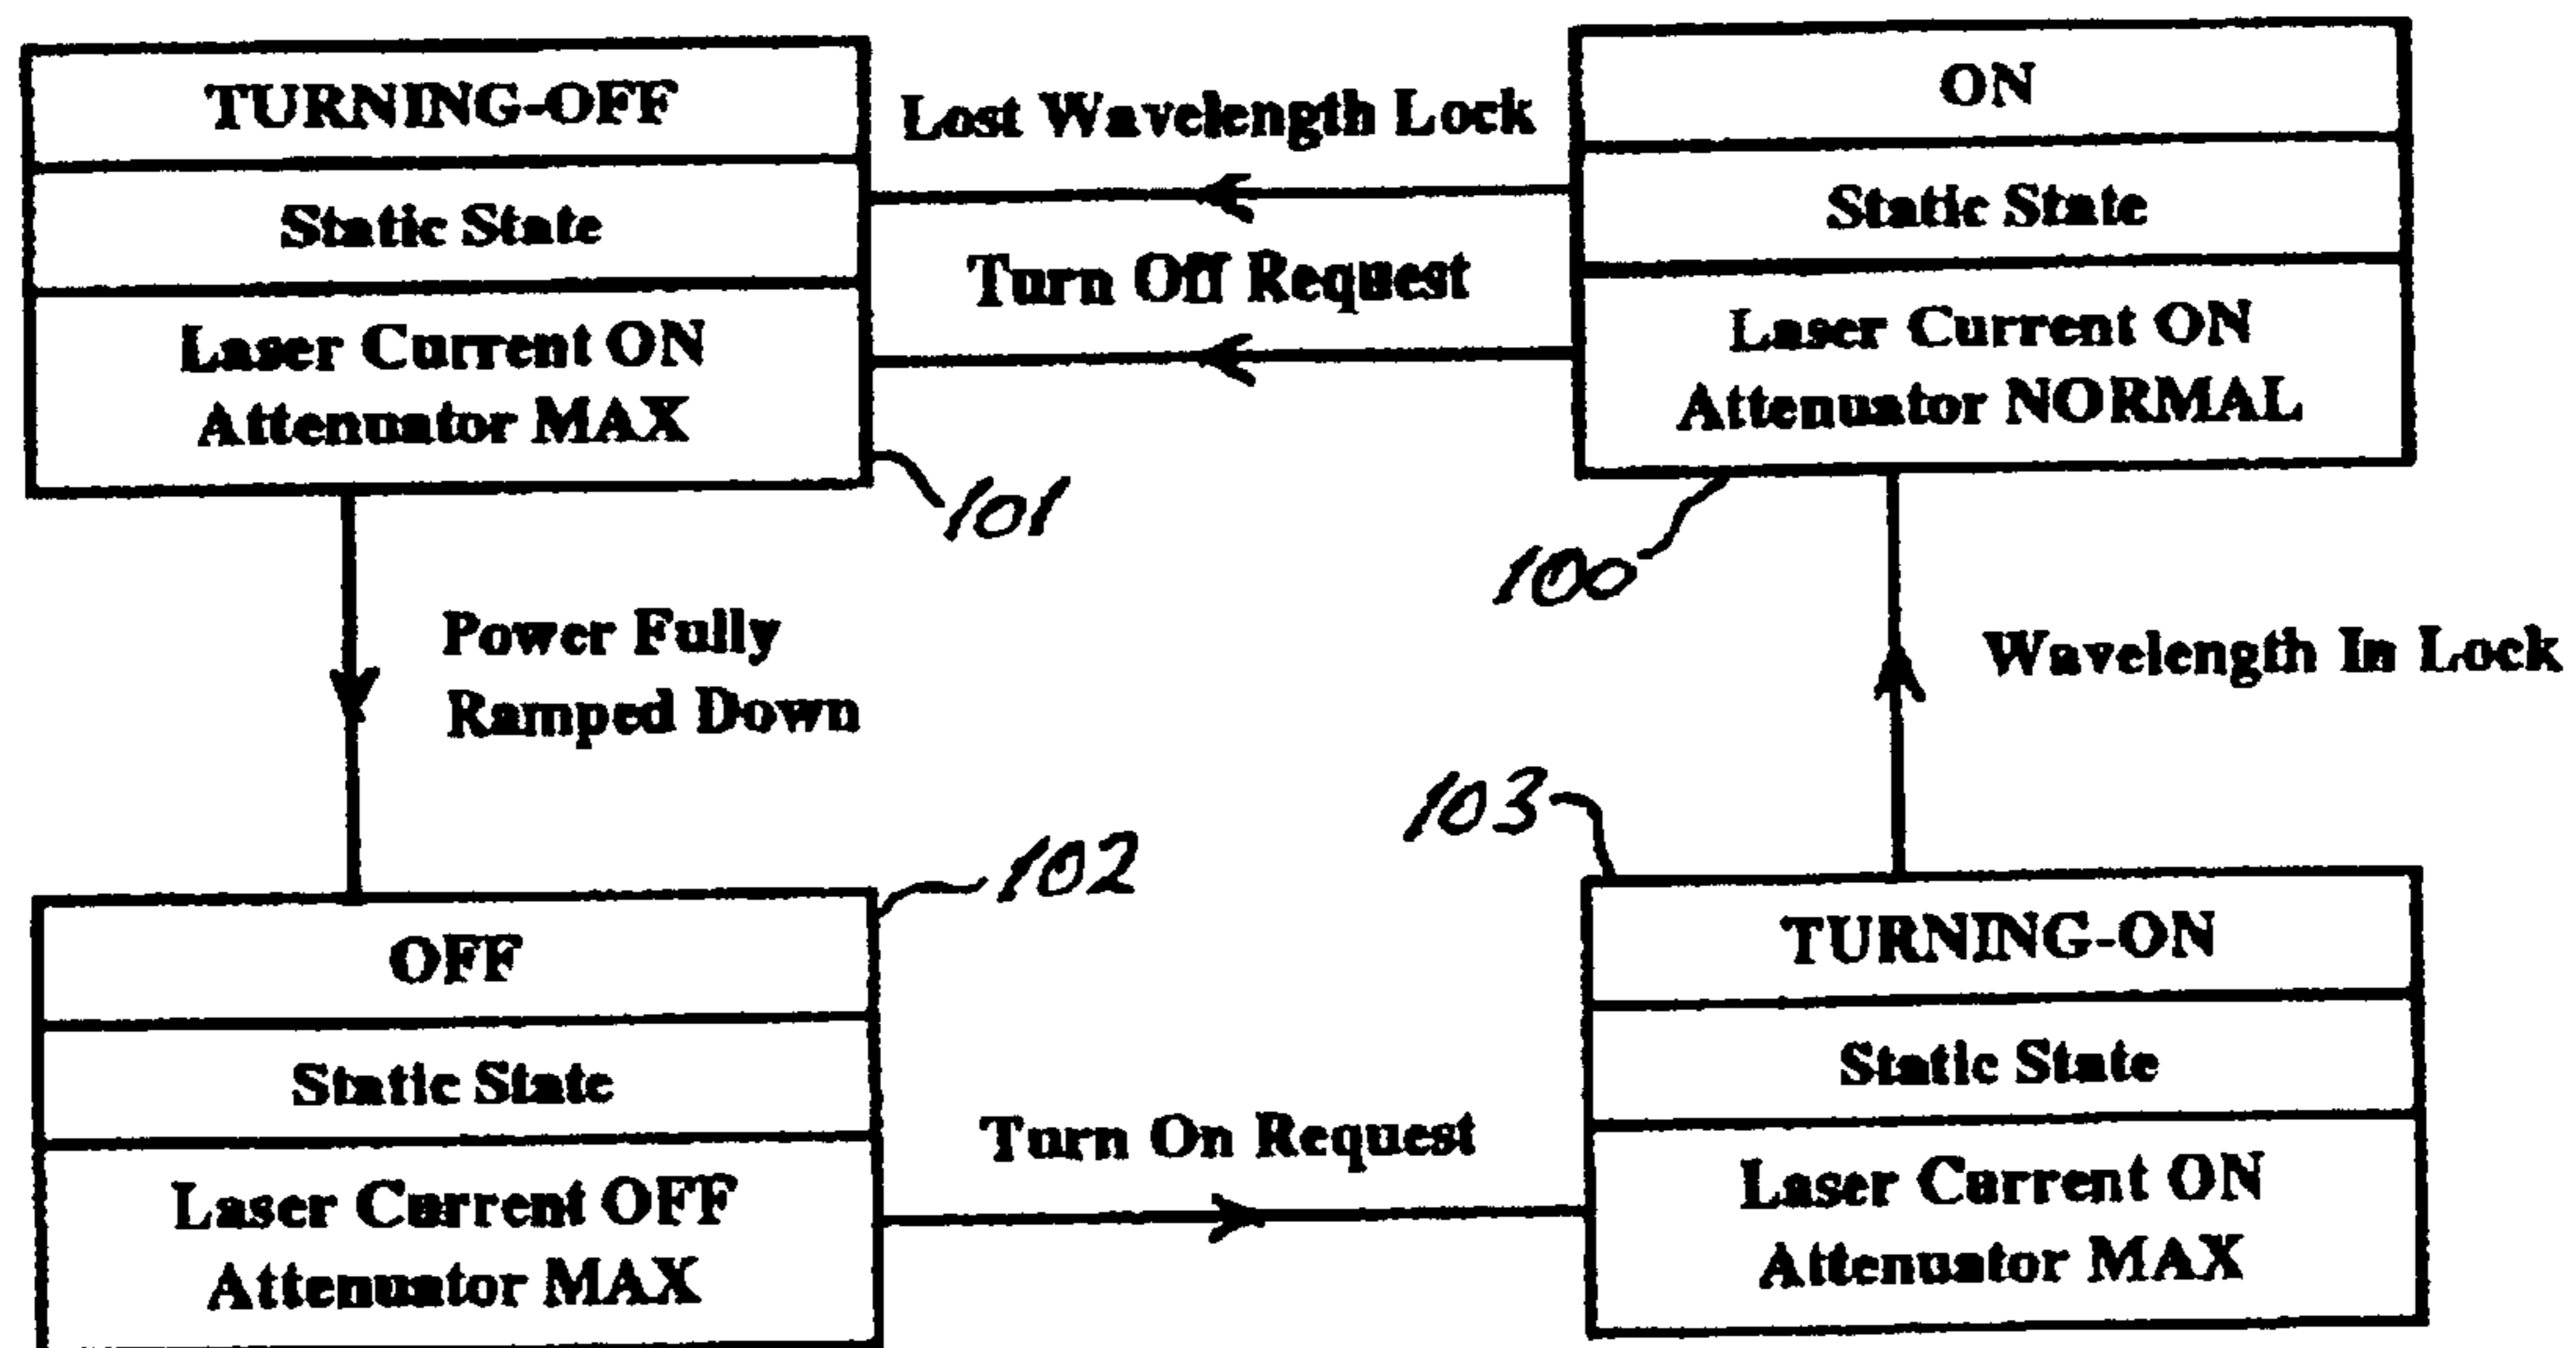 TURNING-OFF
Static State
Laser Current ON
Attenuator MAX
101
Lost Wavelength Lock
Turn Off Request
ON
Static State
Laser Current ON
Attenuator NORMAL
100
Power Fully
Ramped Down
Wavelength In Lock
OFF
Static State
Laser Current OFF
Attenuator MAX
102
Turn On Request
103
TURNING-ON
Static State
Laser Current ON
Attenuator MAX